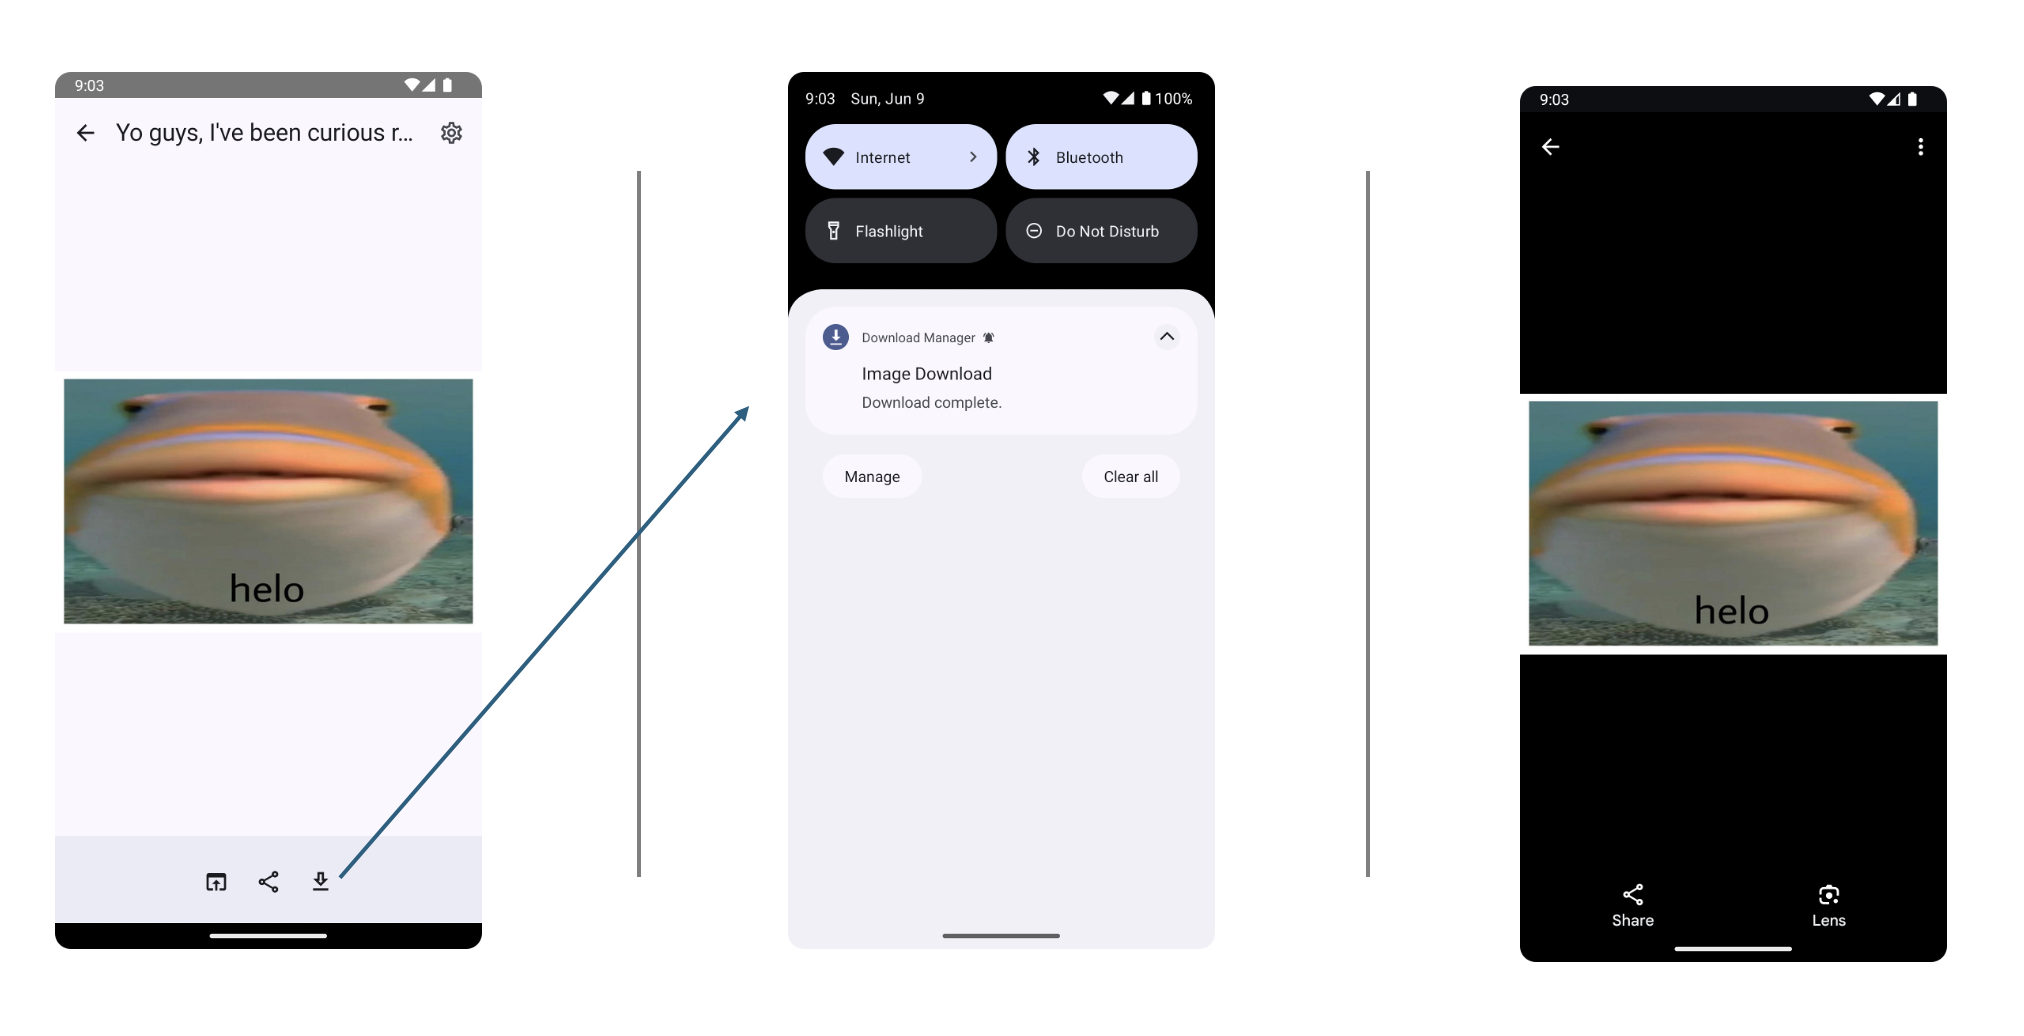 9:03
Yo guys, I've been curious r...
helo
9:03 Sun, Jun 9 100%
Internet
Bluetooth
Flashlight
Do Not Disturb
Download Manager
Image Download
Download complete.
Manage
Clear all
9:03
helo
Share
Lens